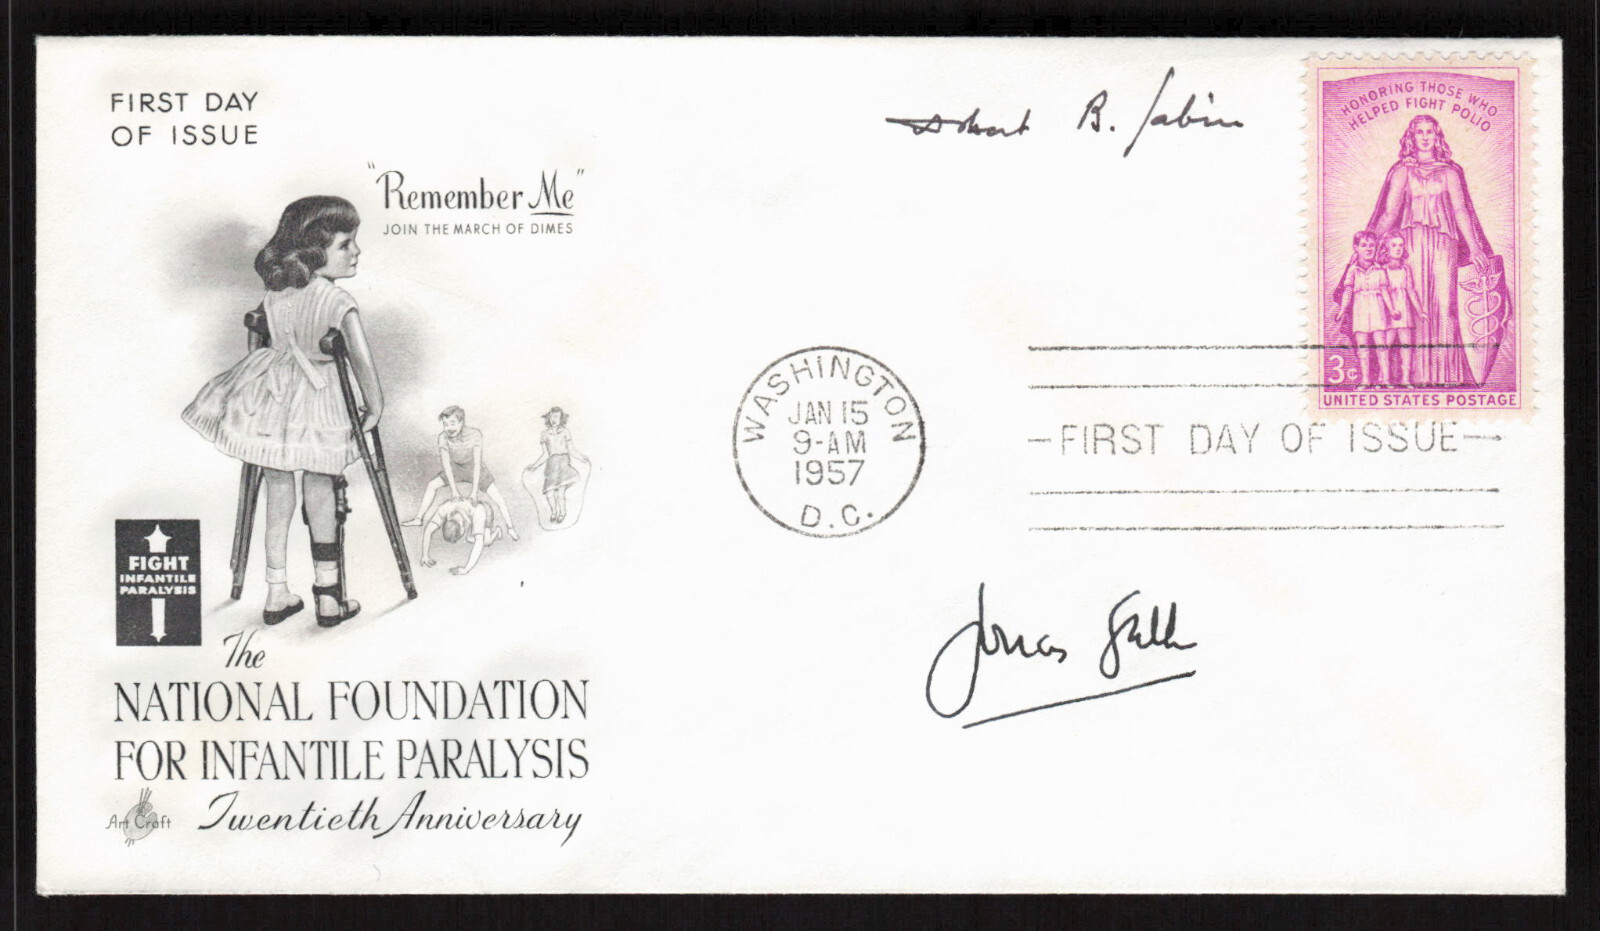 FIRST DAY
OF ISSUE
"Remember Me"
JOIN THE MARCH OF DIMES
Albert B. Sabin
HONORING THOSE WHO
HELPED FIGHT POLIO
3¢
UNITED STATES POSTAGE
WASHINGTON
JAN 15
9-AM
1957
D.C.
FIRST DAY OF ISSUE
FIGHT
INFANTILE
PARALYSIS
Jonas Salk
The
NATIONAL FOUNDATION
FOR INFANTILE PARALYSIS
Twentieth Anniversary
Art Craft